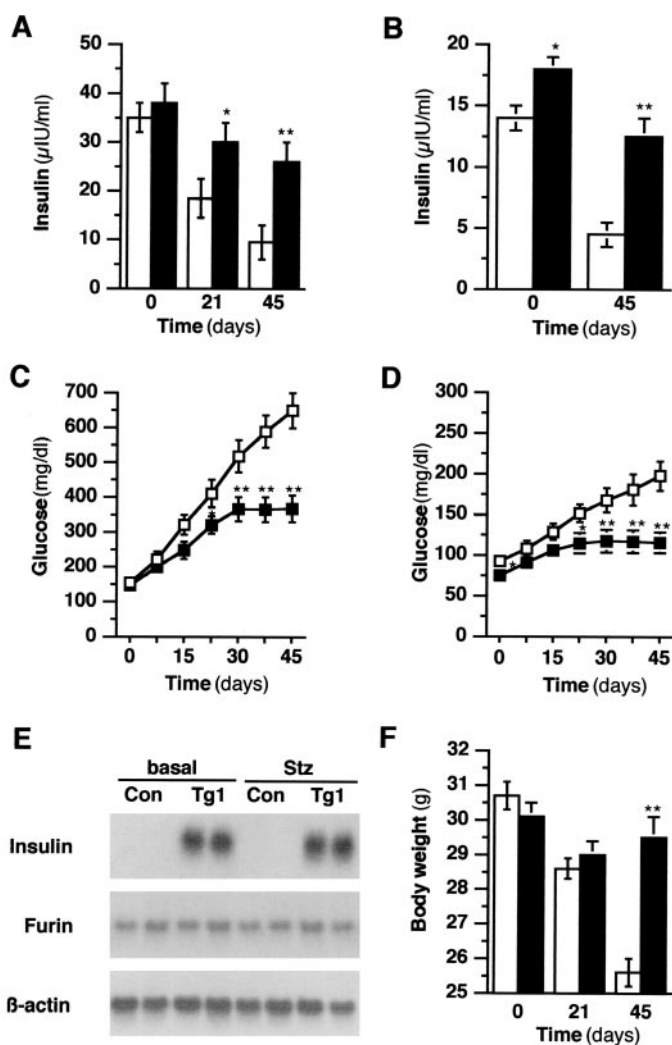 A
Insulin (µIU/ml)
50
40
30
20
10
0
*
**
0 21 45
Time (days)
B
Insulin (µIU/ml)
20
15
10
5
0
*
**
0 45
Time (days)
C
Glucose (mg/dl)
700
600
500
400
300
200
100
0
*
** ** **
0 15 30 45
Time (days)
D
Glucose (mg/dl)
300
250
200
150
100
50
0
*
*
** ** **
0 15 30 45
Time (days)
E
basal Stz
Con Tg1 Con Tg1
Insulin
Furin
ß-actin
F
Body weight (g)
32
31
30
29
28
27
26
25
**
0 21 45
Time (days)